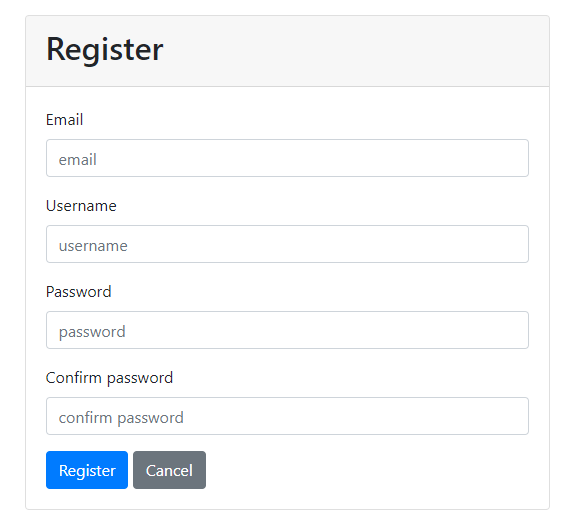 Register
Email
email
Username
username
Password
password
Confirm password
confirm password
Register Cancel